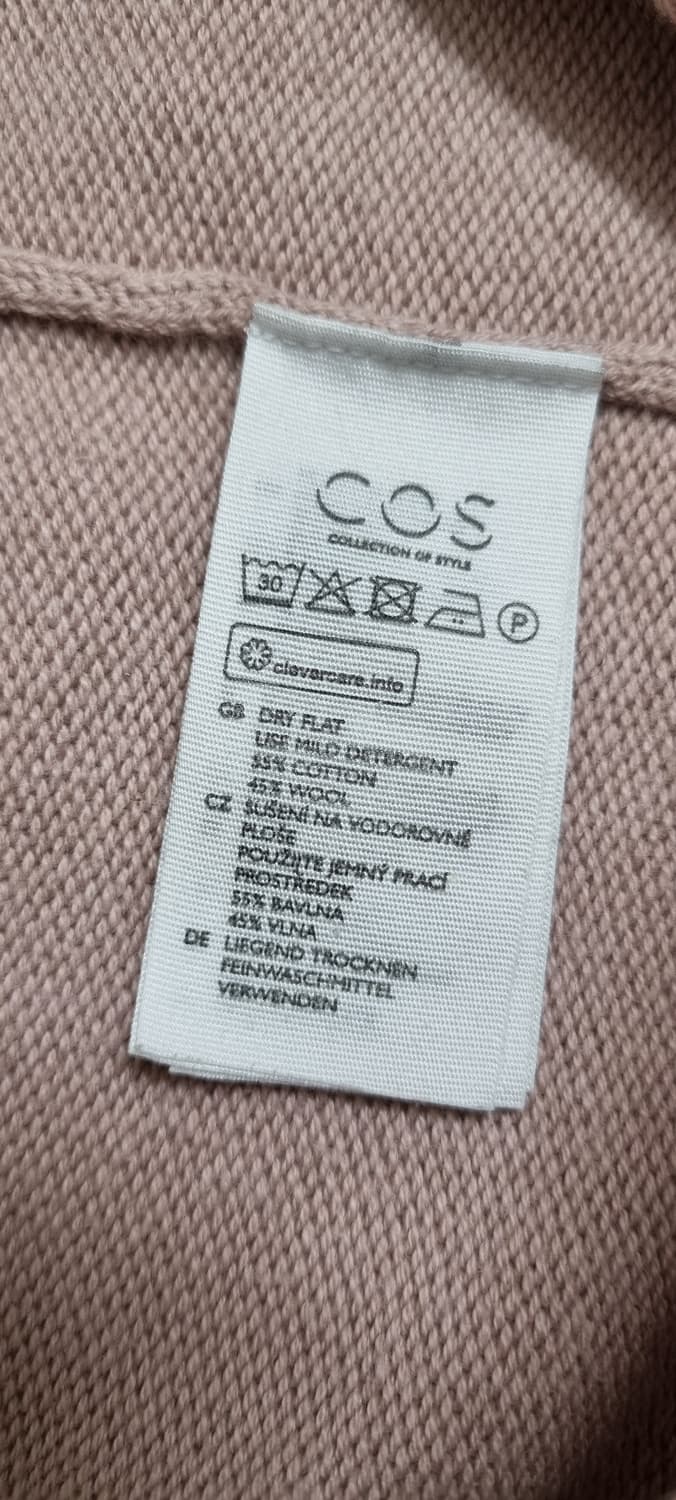 COS
COLLECTION OF STYLE
30
P
clevercare.info
GB DRY FLAT
USE MILD DETERGENT
55% COTTON
45% WOOL
CZ SUŠENÍ NA VODOROVNÉ
PLOŠE
POUŽIJTE JEMNÝ PRACÍ
PROSTŘEDEK
55% BAVLNA
45% VLNA
DE LIEGEND TROCKNEN
FEINWASCHMITTEL
VERWENDEN